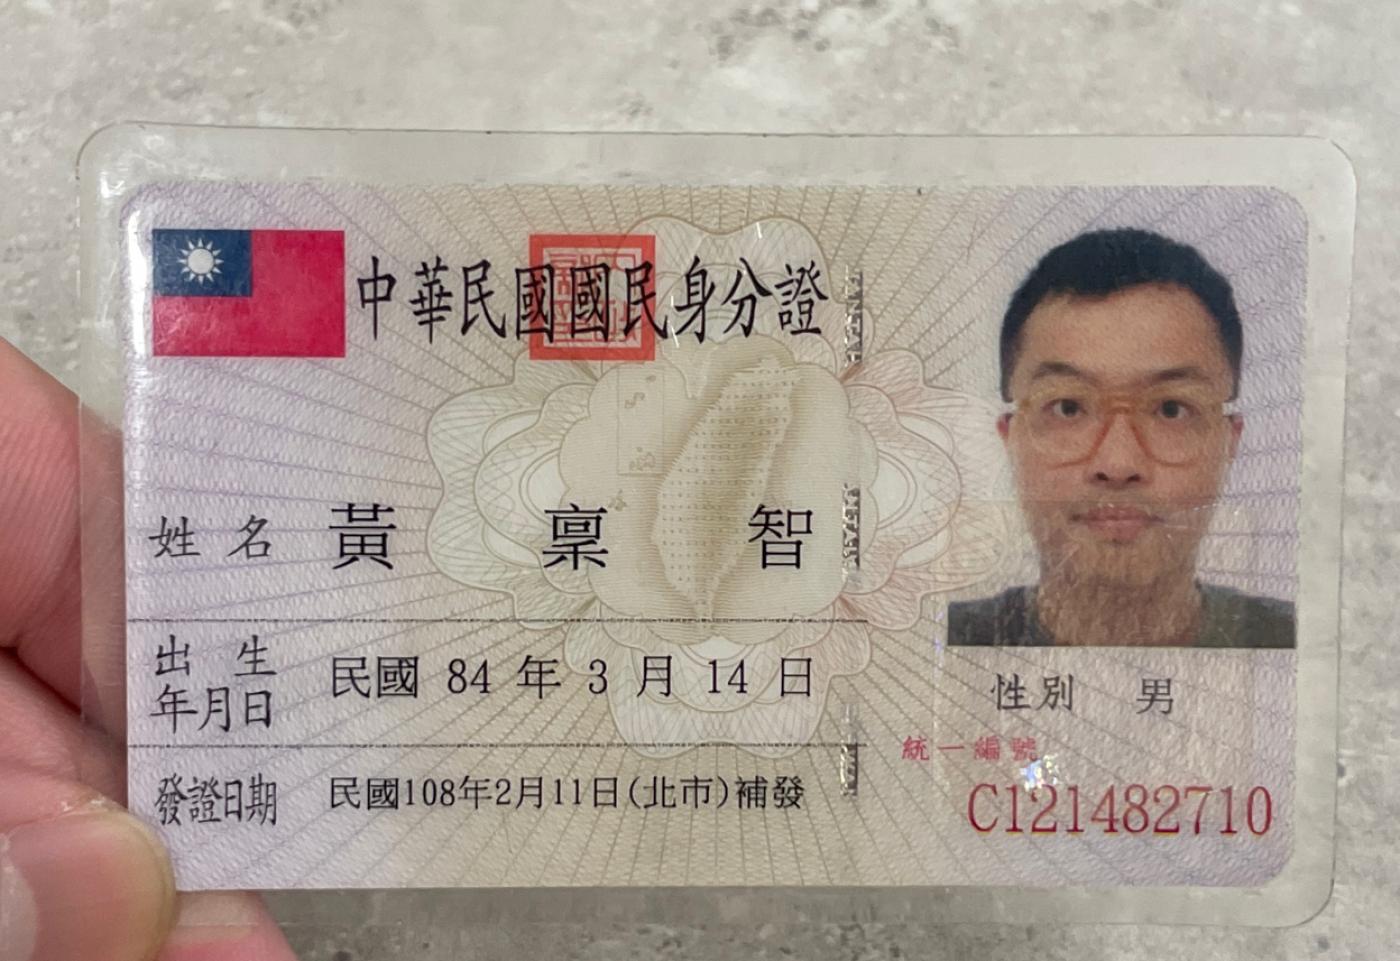 中華民國國民身分證
姓名 黃稟智
出生年月日 民國 84 年 3 月 14 日
發證日期 民國108年2月11日(北市)補發
性別 男
統一編號
C121482710